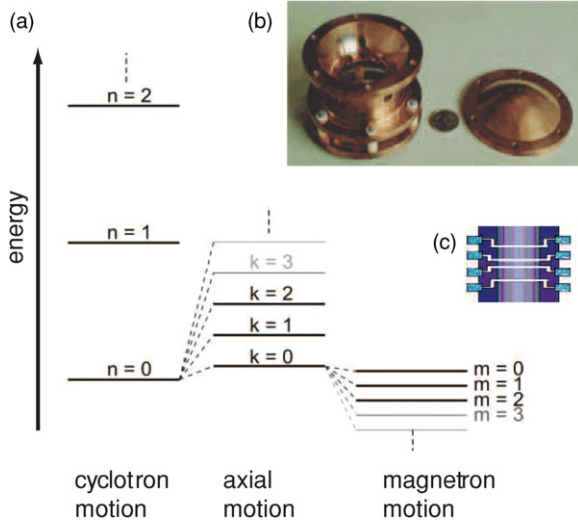 (a)
(b)
n = 2
energy
n = 1
(c)
k = 3
k = 2
k = 1
n = 0
k = 0
m = 0
m = 1
m = 2
m = 3
cyclotron
motion
axial
motion
magnetron
motion